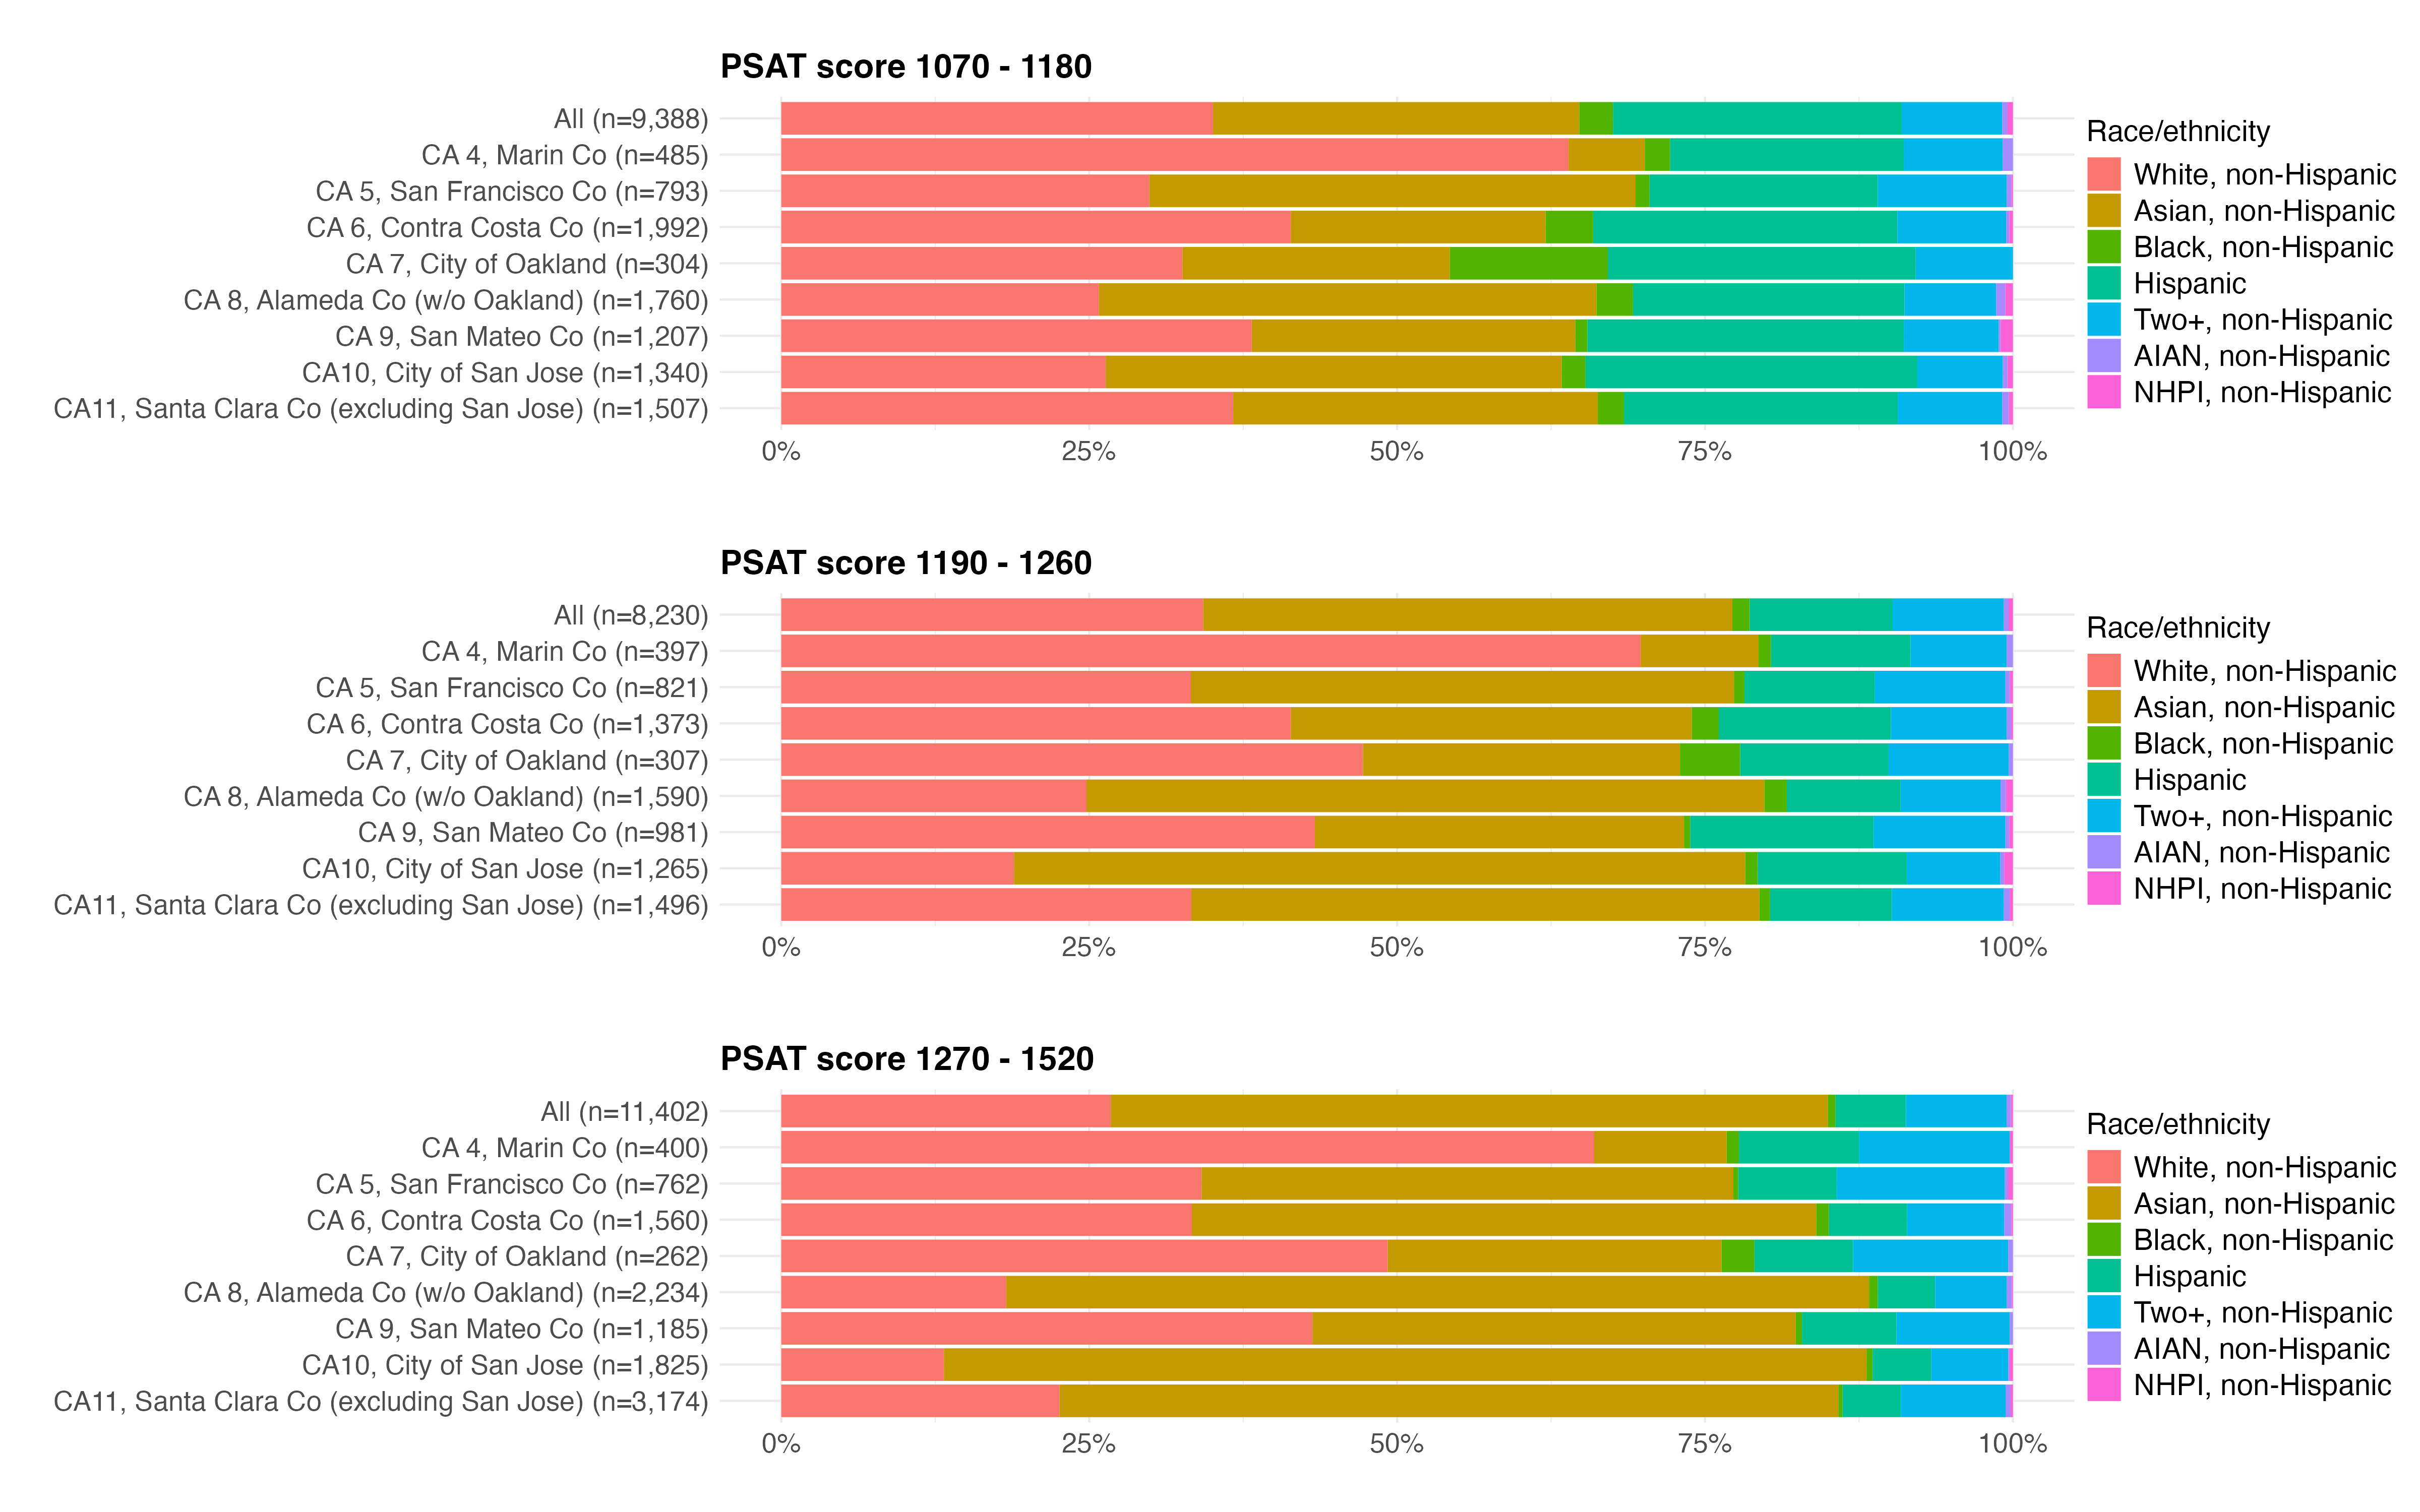 PSAT score 1070 - 1180
All (n=9,388)
CA 4, Marin Co (n=485)
CA 5, San Francisco Co (n=793)
CA 6, Contra Costa Co (n=1,992)
CA 7, City of Oakland (n=304)
CA 8, Alameda Co (w/o Oakland) (n=1,760)
CA 9, San Mateo Co (n=1,207)
CA10, City of San Jose (n=1,340)
CA11, Santa Clara Co (excluding San Jose) (n=1,507)
0% 25% 50% 75% 100%
Race/ethnicity
White, non-Hispanic
Asian, non-Hispanic
Black, non-Hispanic
Hispanic
Two+, non-Hispanic
AIAN, non-Hispanic
NHPI, non-Hispanic
PSAT score 1190 - 1260
All (n=8,230)
CA 4, Marin Co (n=397)
CA 5, San Francisco Co (n=821)
CA 6, Contra Costa Co (n=1,373)
CA 7, City of Oakland (n=307)
CA 8, Alameda Co (w/o Oakland) (n=1,590)
CA 9, San Mateo Co (n=981)
CA10, City of San Jose (n=1,265)
CA11, Santa Clara Co (excluding San Jose) (n=1,496)
0% 25% 50% 75% 100%
Race/ethnicity
White, non-Hispanic
Asian, non-Hispanic
Black, non-Hispanic
Hispanic
Two+, non-Hispanic
AIAN, non-Hispanic
NHPI, non-Hispanic
PSAT score 1270 - 1520
All (n=11,402)
CA 4, Marin Co (n=400)
CA 5, San Francisco Co (n=762)
CA 6, Contra Costa Co (n=1,560)
CA 7, City of Oakland (n=262)
CA 8, Alameda Co (w/o Oakland) (n=2,234)
CA 9, San Mateo Co (n=1,185)
CA10, City of San Jose (n=1,825)
CA11, Santa Clara Co (excluding San Jose) (n=3,174)
0% 25% 50% 75% 100%
Race/ethnicity
White, non-Hispanic
Asian, non-Hispanic
Black, non-Hispanic
Hispanic
Two+, non-Hispanic
AIAN, non-Hispanic
NHPI, non-Hispanic